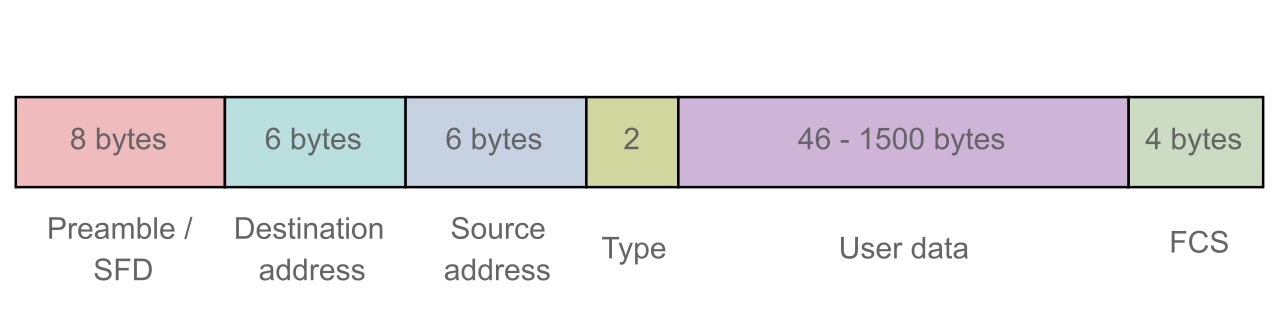 8 bytes
6 bytes
6 bytes
2
46 - 1500 bytes
4 bytes
Preamble /
SFD
Destination
address
Source
address
Type
User data
FCS